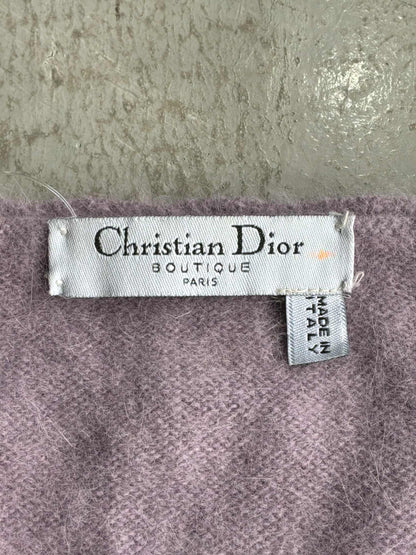 Christian Dior
BOUTIQUE
PARIS
MADE IN
ITALY